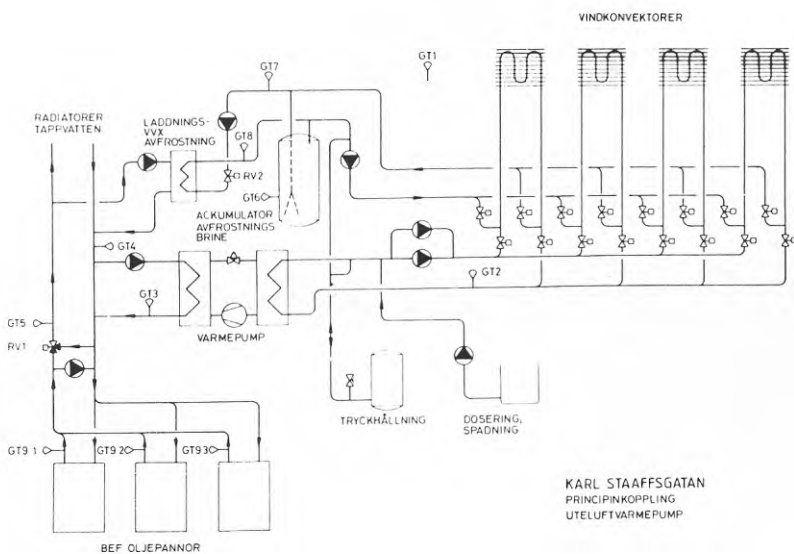 VINDKONVEKTORER
GT1
GT7
RADIATORER
TAPPVATTEN
LADDNINGS-
VVX
AVFROSTNING
GT8
RV2
GT6
ACKUMULATOR
AVFROSTNINGS
BRINE
GT4
GT2
GT3
GT5
VARMEPUMP
RV1
TRYCKHÅLLNING
DOSERING,
SPADNING
GT9 1
GT9 2
GT9 3
KARL STAAFFSGATAN
PRINCIPINKOPPLING
UTELUFTVARMEPUMP
BEF OLJEPANNOR